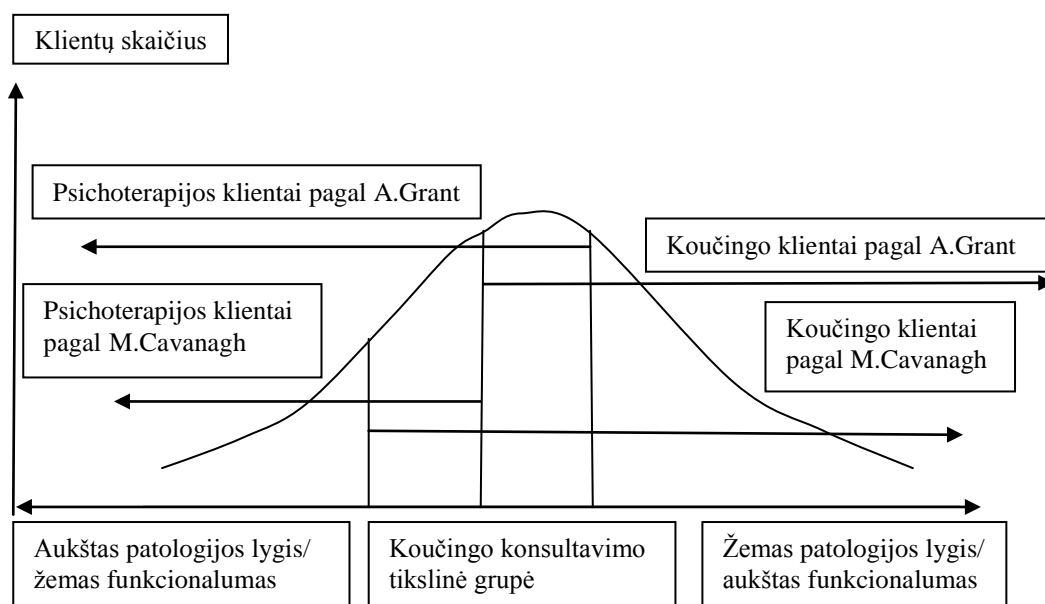 Klientų skaičius
Psichoterapijos klientai pagal A.Grant
Koučingo klientai pagal A.Grant
Psichoterapijos klientai
pagal M.Cavanagh
Koučingo klientai
pagal M.Cavanagh
Aukštas patologijos lygis/
žemas funkcionalumas
Koučingo konsultavimo
tikslinė grupė
Žemas patologijos lygis/
aukštas funkcionalumas